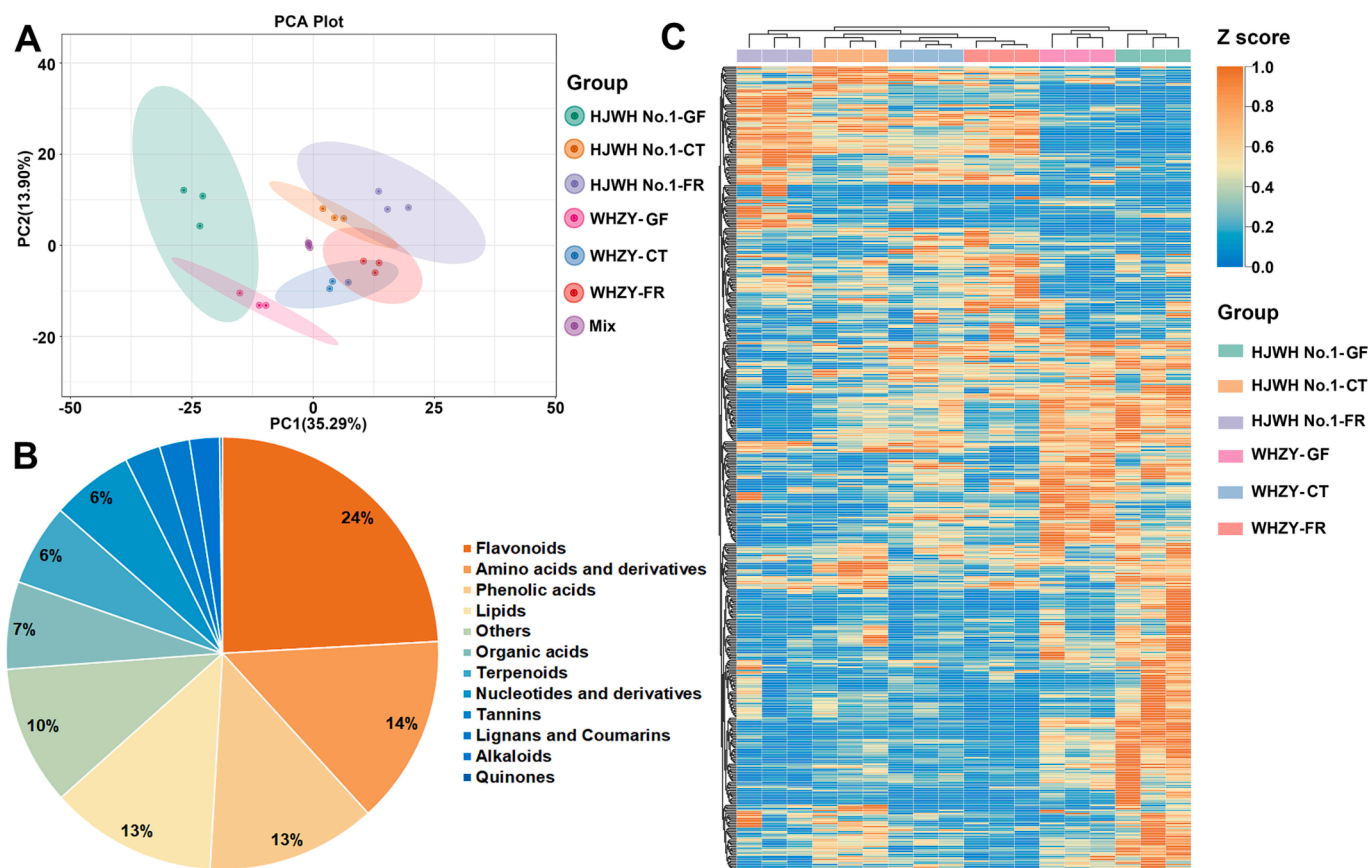 A
PCA Plot
40
20
0
-20
PC2(13.90%)
-50
-25
0
25
50
PC1(35.29%)
Group
HJWH No.1-GF
HJWH No.1-CT
HJWH No.1-FR
WHZY-GF
WHZY-CT
WHZY-FR
Mix
B
24%
14%
13%
13%
10%
7%
6%
6%
Flavonoids
Amino acids and derivatives
Phenolic acids
Lipids
Others
Organic acids
Terpenoids
Nucleotides and derivatives
Tannins
Lignans and Coumarins
Alkaloids
Quinones
C
Z score
1.0
0.8
0.6
0.4
0.2
0.0
Group
HJWH No.1-GF
HJWH No.1-CT
HJWH No.1-FR
WHZY-GF
WHZY-CT
WHZY-FR